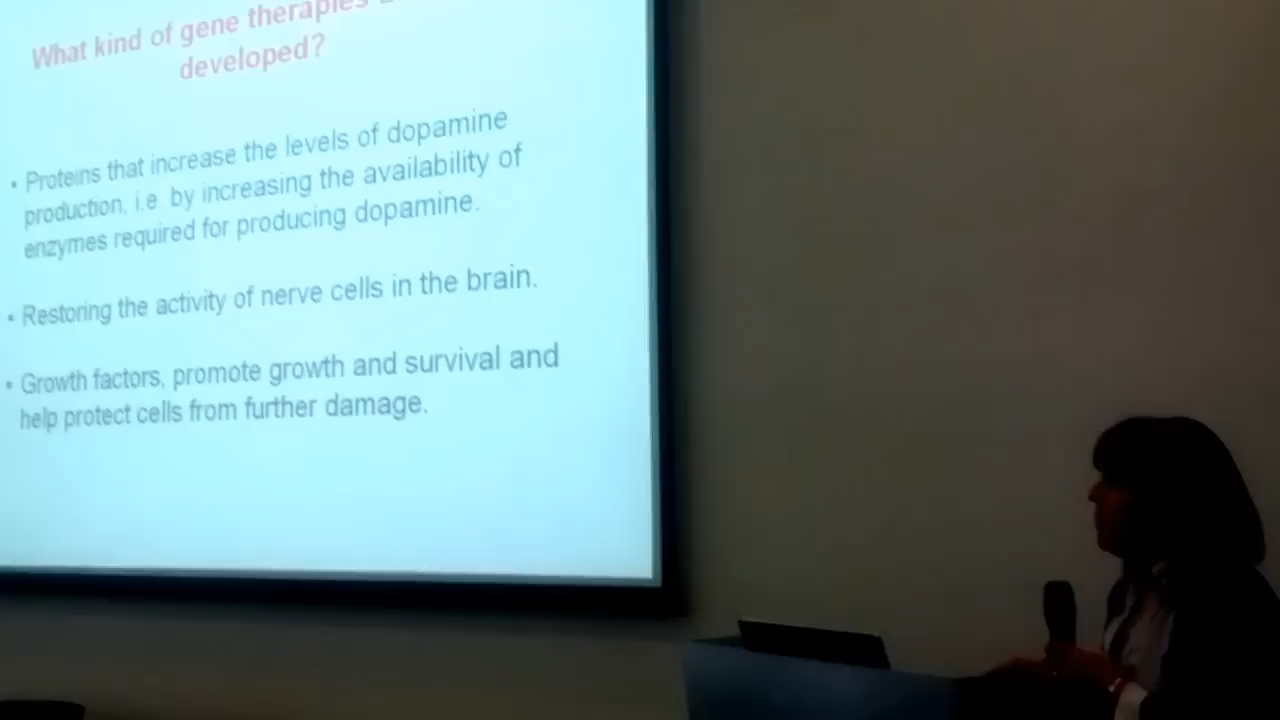 What kind of gene therapies
developed?
• Proteins that increase the levels of dopamine
production, i.e. by increasing the availability of
enzymes required for producing dopamine.
• Restoring the activity of nerve cells in the brain.
• Growth factors, promote growth and survival and
help protect cells from further damage.